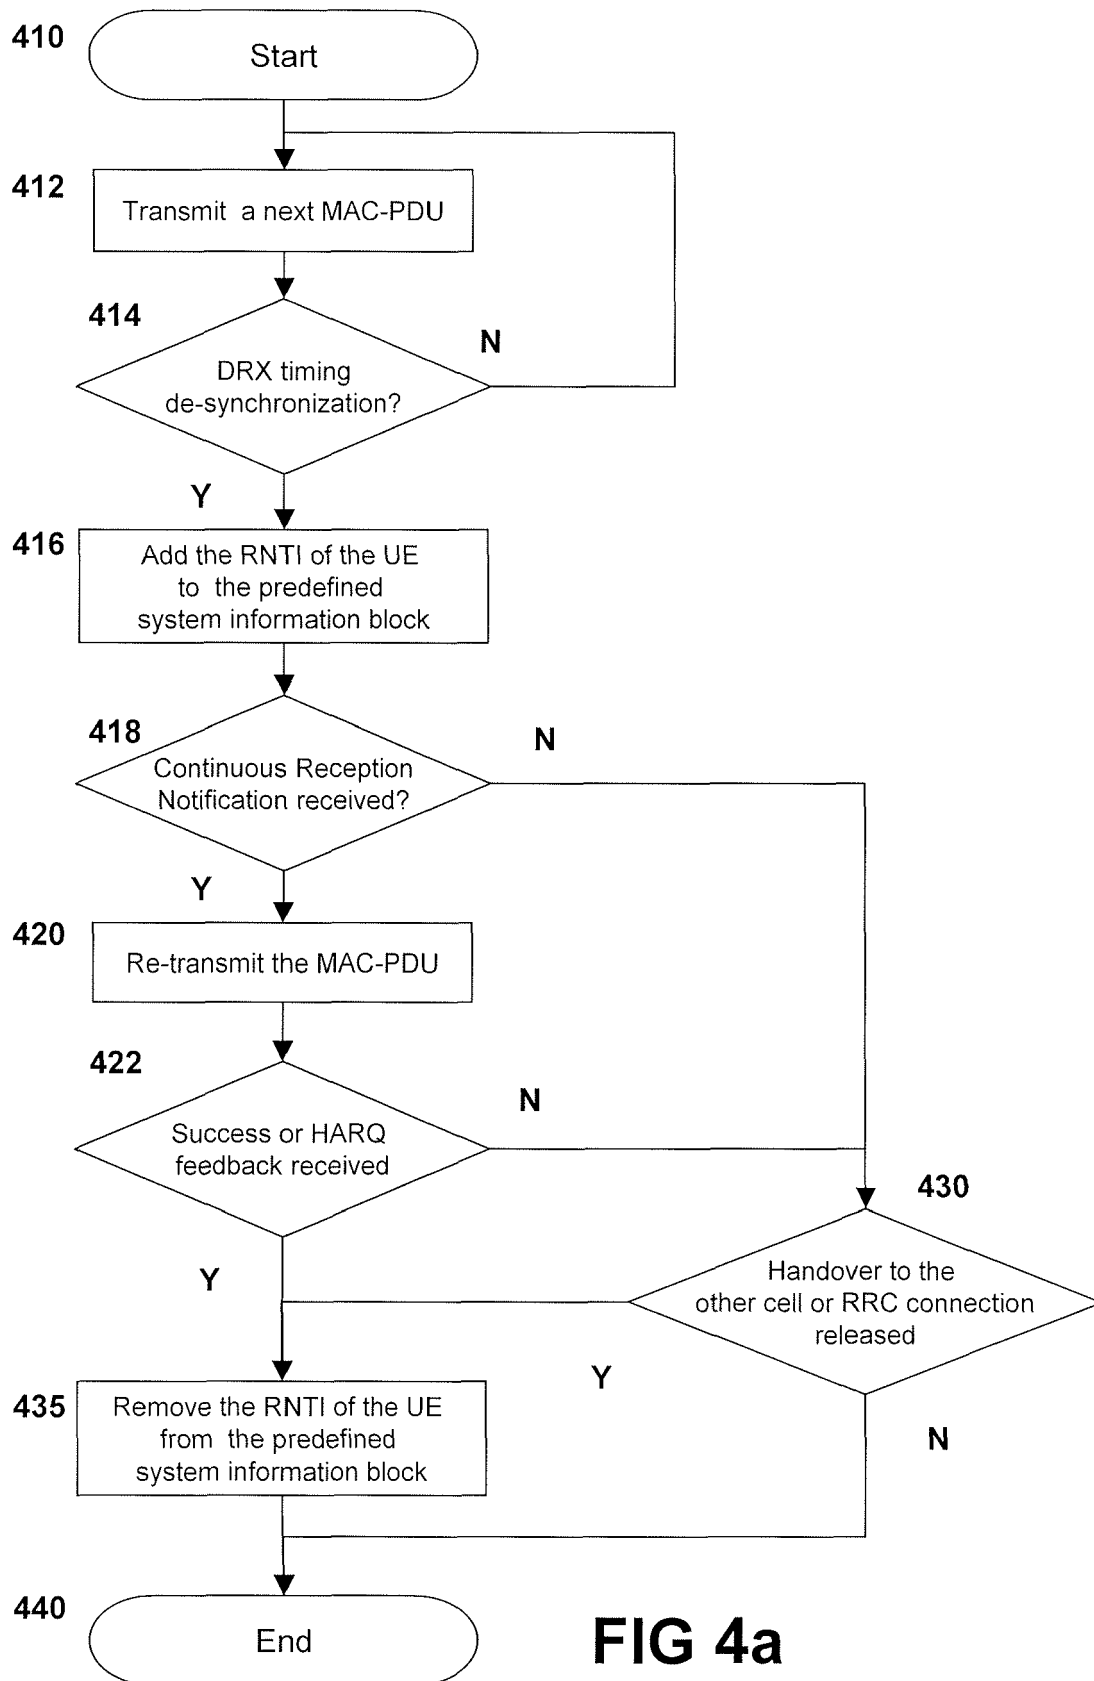 410
Start
412
Transmit a next MAC-PDU
414
N
DRX timing
de-synchronization?
Y
416
Add the RNTI of the UE
to the predefined
system information block
418
N
Continuous Reception
Notification received?
Y
420
Re-transmit the MAC-PDU
422
N
Success or HARQ
feedback received
430
Y
Handover to the
other cell or RRC connection
released
Y
435
Remove the RNTI of the UE
from the predefined
system information block
N
440
End
FIG 4a